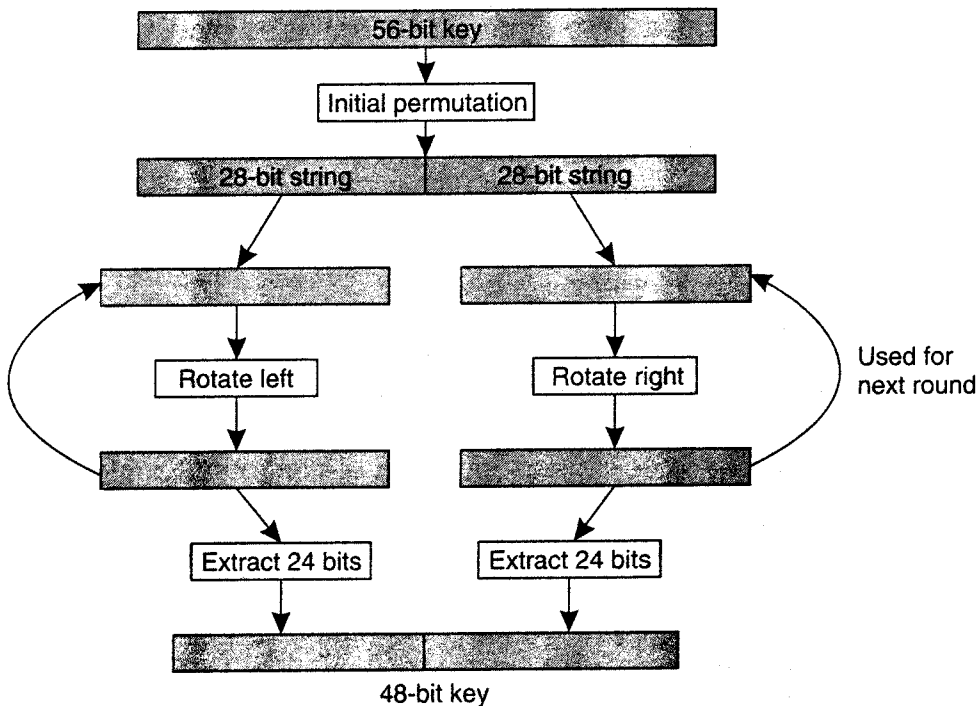 56-bit key
Initial permutation
28-bit string
28-bit string
Rotate left
Rotate right
Used for
next round
Extract 24 bits
Extract 24 bits
48-bit key